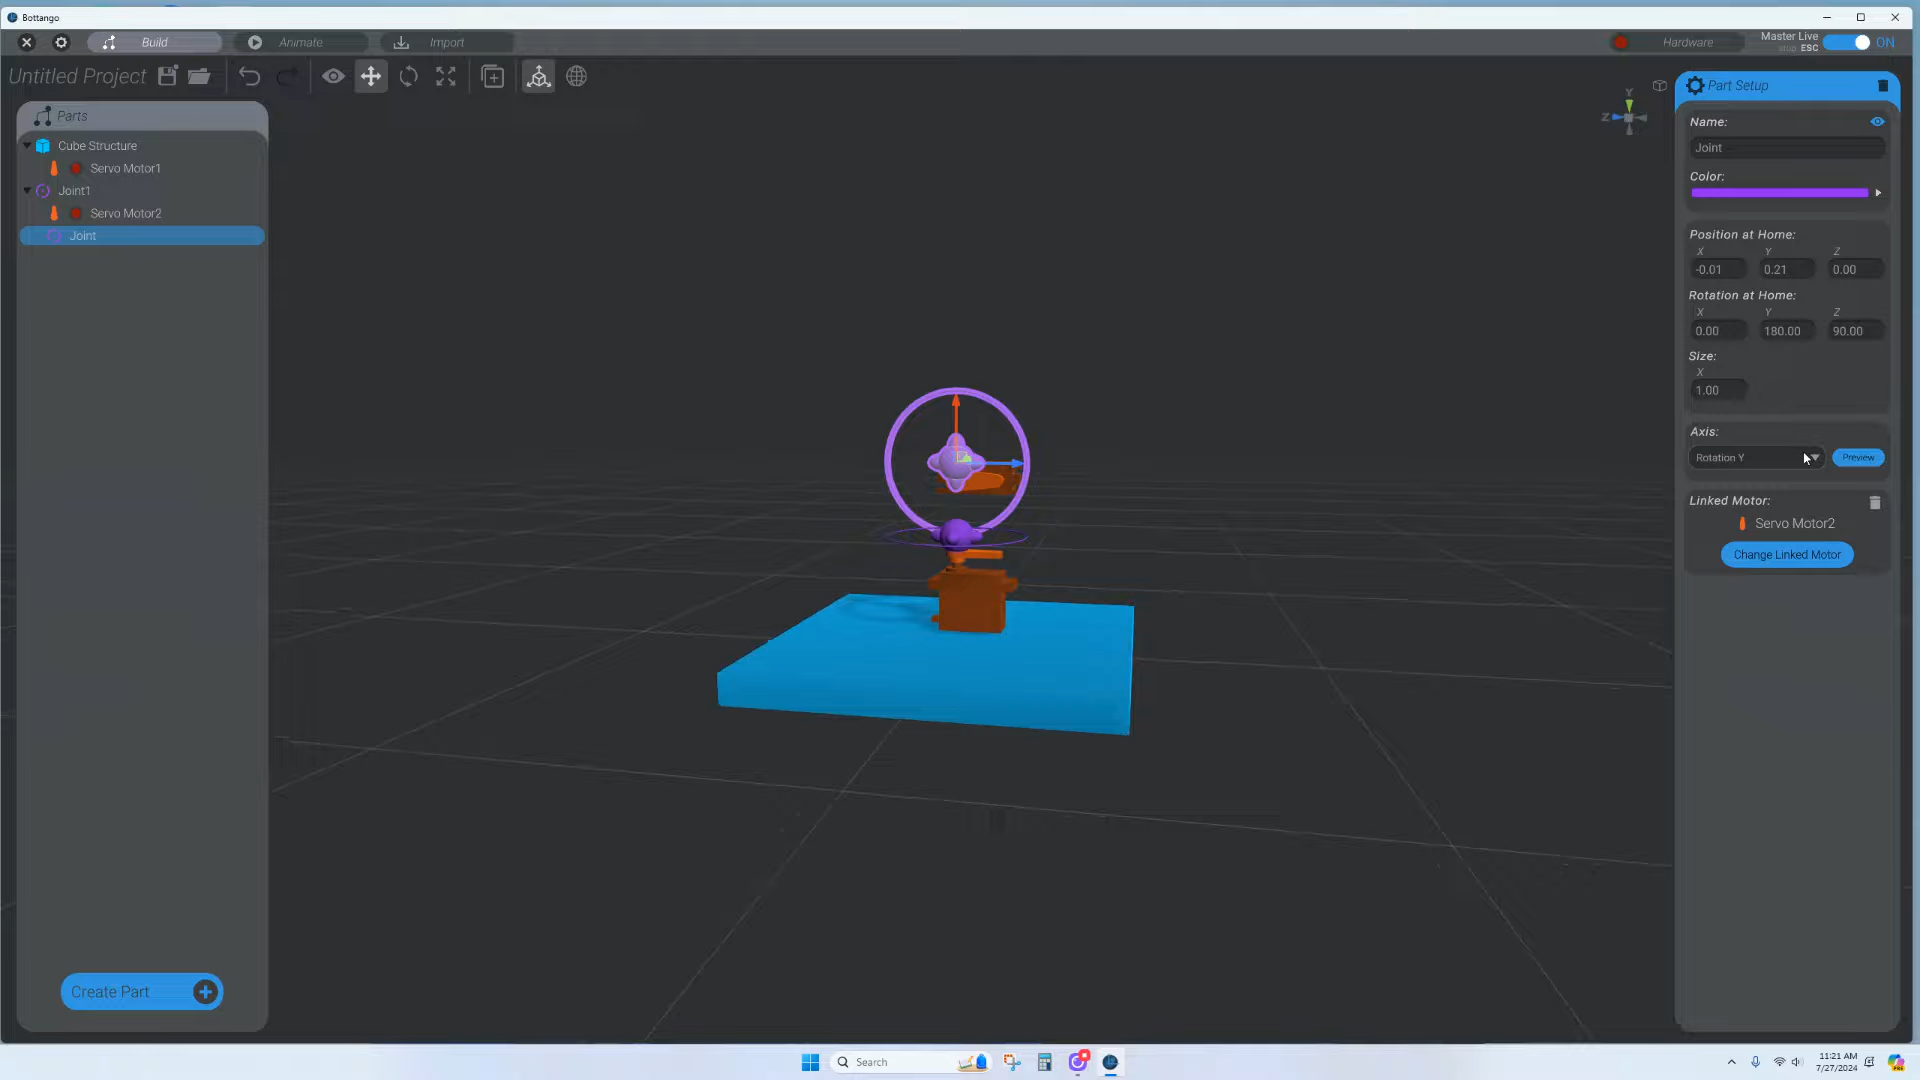 Bottango
Build
Animate
Import
Hardware
Master Live
stop ESC
ON
Untitled Project
Parts
Cube Structure
Servo Motor1
Joint1
Servo Motor2
Joint
Create Part
Y
Z
Part Setup
Name:
Joint
Color:
Position at Home:
X Y Z
-0.01 0.21 0.00
Rotation at Home:
X Y Z
0.00 180.00 90.00
Size:
X
1.00
Axis:
Rotation Y Preview
Linked Motor:
Servo Motor2
Change Linked Motor
Search
11:21 AM
7/27/2024